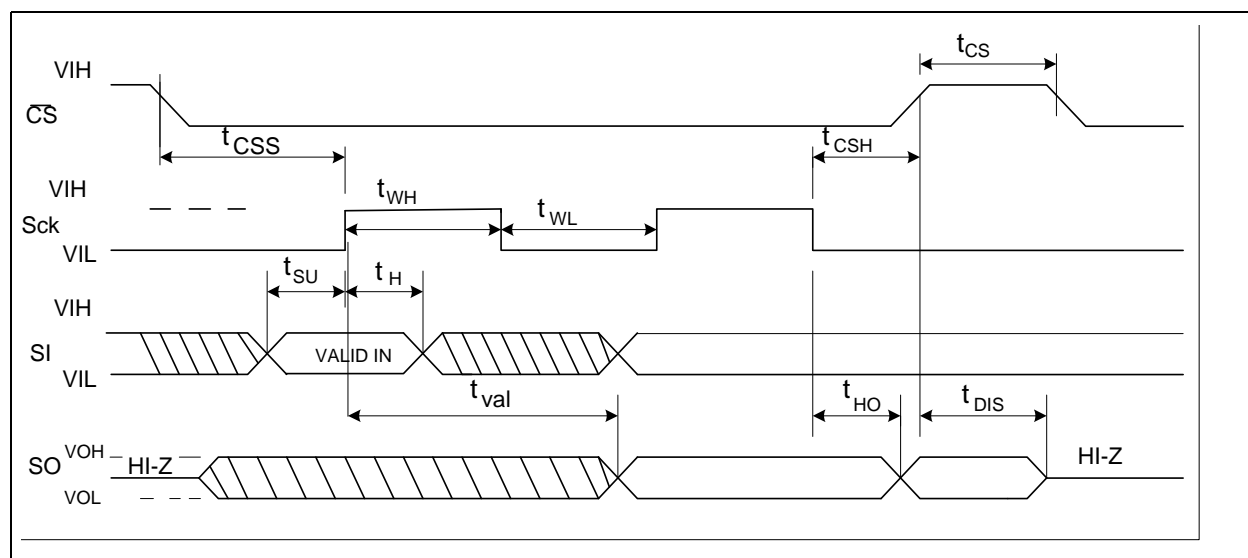 tCS
VIH
CS
tCSS
tCSH
VIH
tWH
Sck
tWL
VIL
tSU
tH
VIH
SI
VALID IN
VIL
tval
tHO
tDIS
VOH
SO
HI-Z
HI-Z
VOL